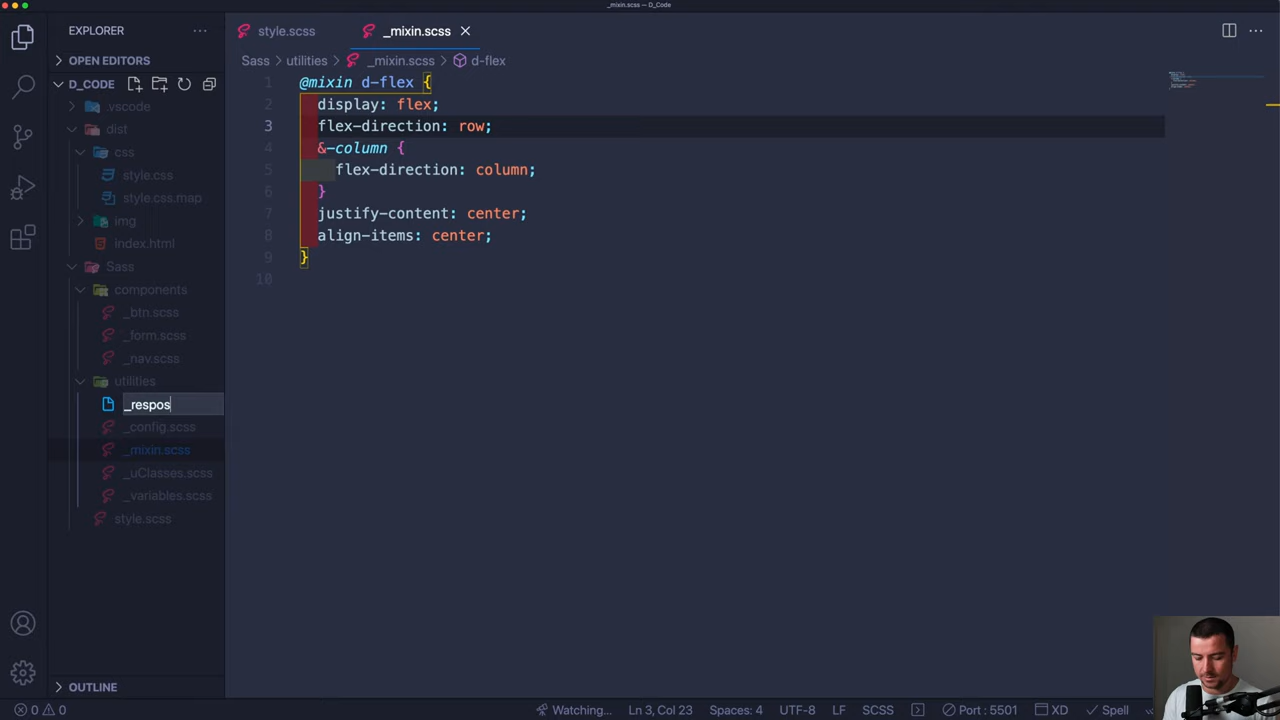 _mixin.scss — D_Code
EXPLORER
style.scss
_mixin.scss
OPEN EDITORS
Sass
utilities
_mixin.scss
d-flex
D_CODE
.vscode
dist
css
style.css
style.css.map
img
index.html
Sass
components
_btn.scss
_form.scss
_nav.scss
utilities
_respos
_config.scss
_mixin.scss
_uClasses.scss
_variables.scss
style.scss
OUTLINE
1 @mixin d-flex {
2 display: flex;
3 flex-direction: row;
4 &-column {
5 flex-direction: column;
6 }
7 justify-content: center;
8 align-items: center;
9 }
10
0 0 Watching... Ln 3, Col 23 Spaces: 4 UTF-8 LF SCSS Port : 5501 XD Spell